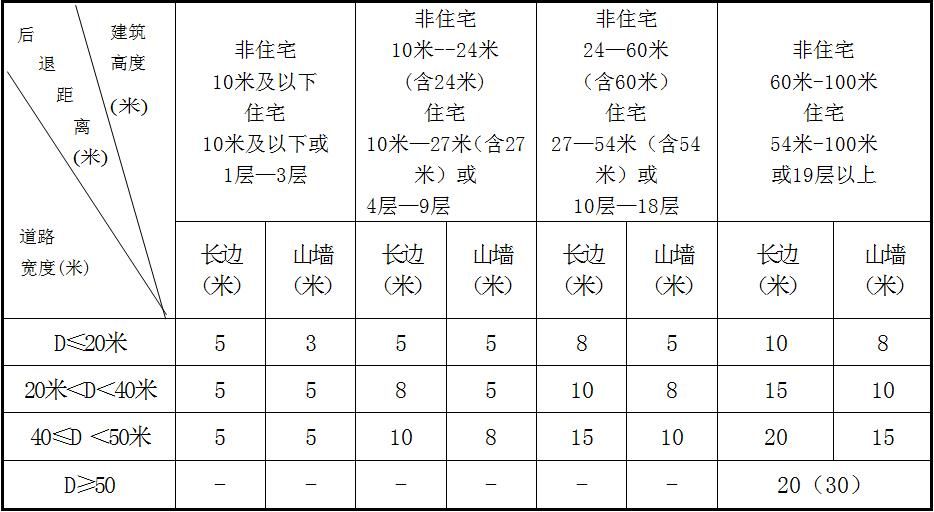 后退距离(米)
建筑
高度
(米)
道路
宽度(米)
非住宅
10米及以下
住宅
10米及以下或
1层—3层
非住宅
10米--24米
(含24米)
住宅
10米—27米(含27
米)或
4层—9层
非住宅
24—60米
(含60米)
住宅
27—54米(含54
米)或
10层—18层
非住宅
60米-100米
住宅
54米-100米
或19层以上
长边(米) 山墙(米) 长边(米) 山墙(米) 长边(米) 山墙(米) 长边(米) 山墙(米)
D≤20米 5 3 5 5 8 5 10 8
20米<D<40米 5 5 8 5 10 8 15 10
40≤D <50米 5 5 10 8 15 10 20 15
D≥50 - - - - - - 20（30）